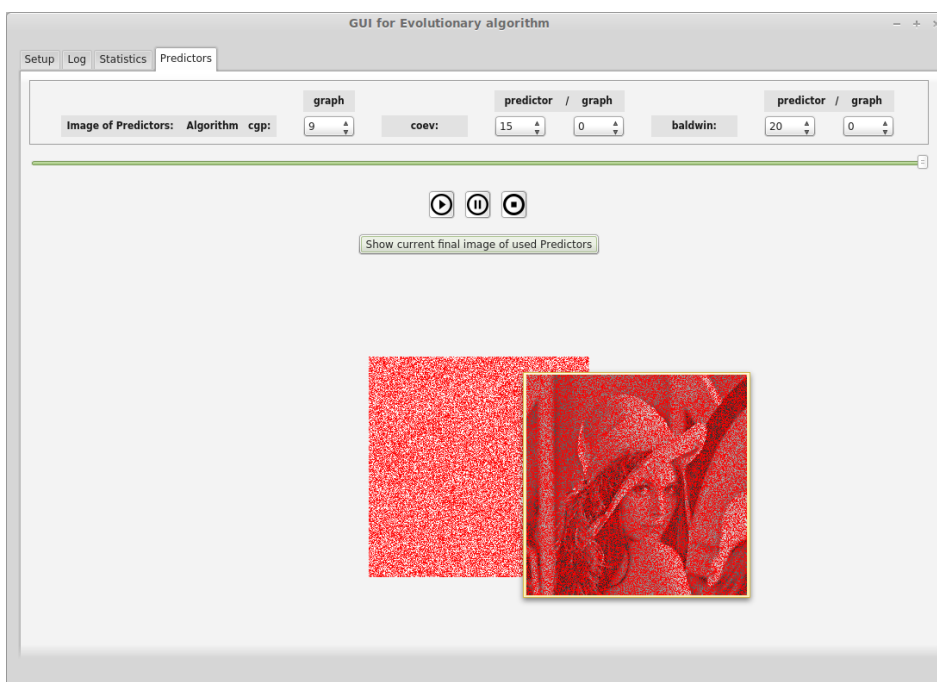 GUI for Evolutionary algorithm
Setup Log Statistics Predictors
graph predictor / graph predictor / graph
Image of Predictors: Algorithm cgp: 9 coev: 15 0 baldwin: 20 0
Show current final image of used Predictors